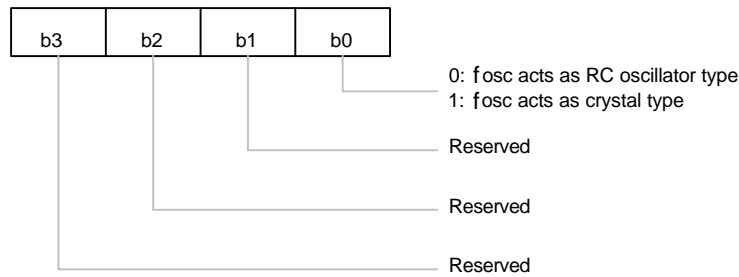 b3 b2 b1 b0
0: fosc acts as RC oscillator type
1: fosc acts as crystal type
Reserved
Reserved
Reserved